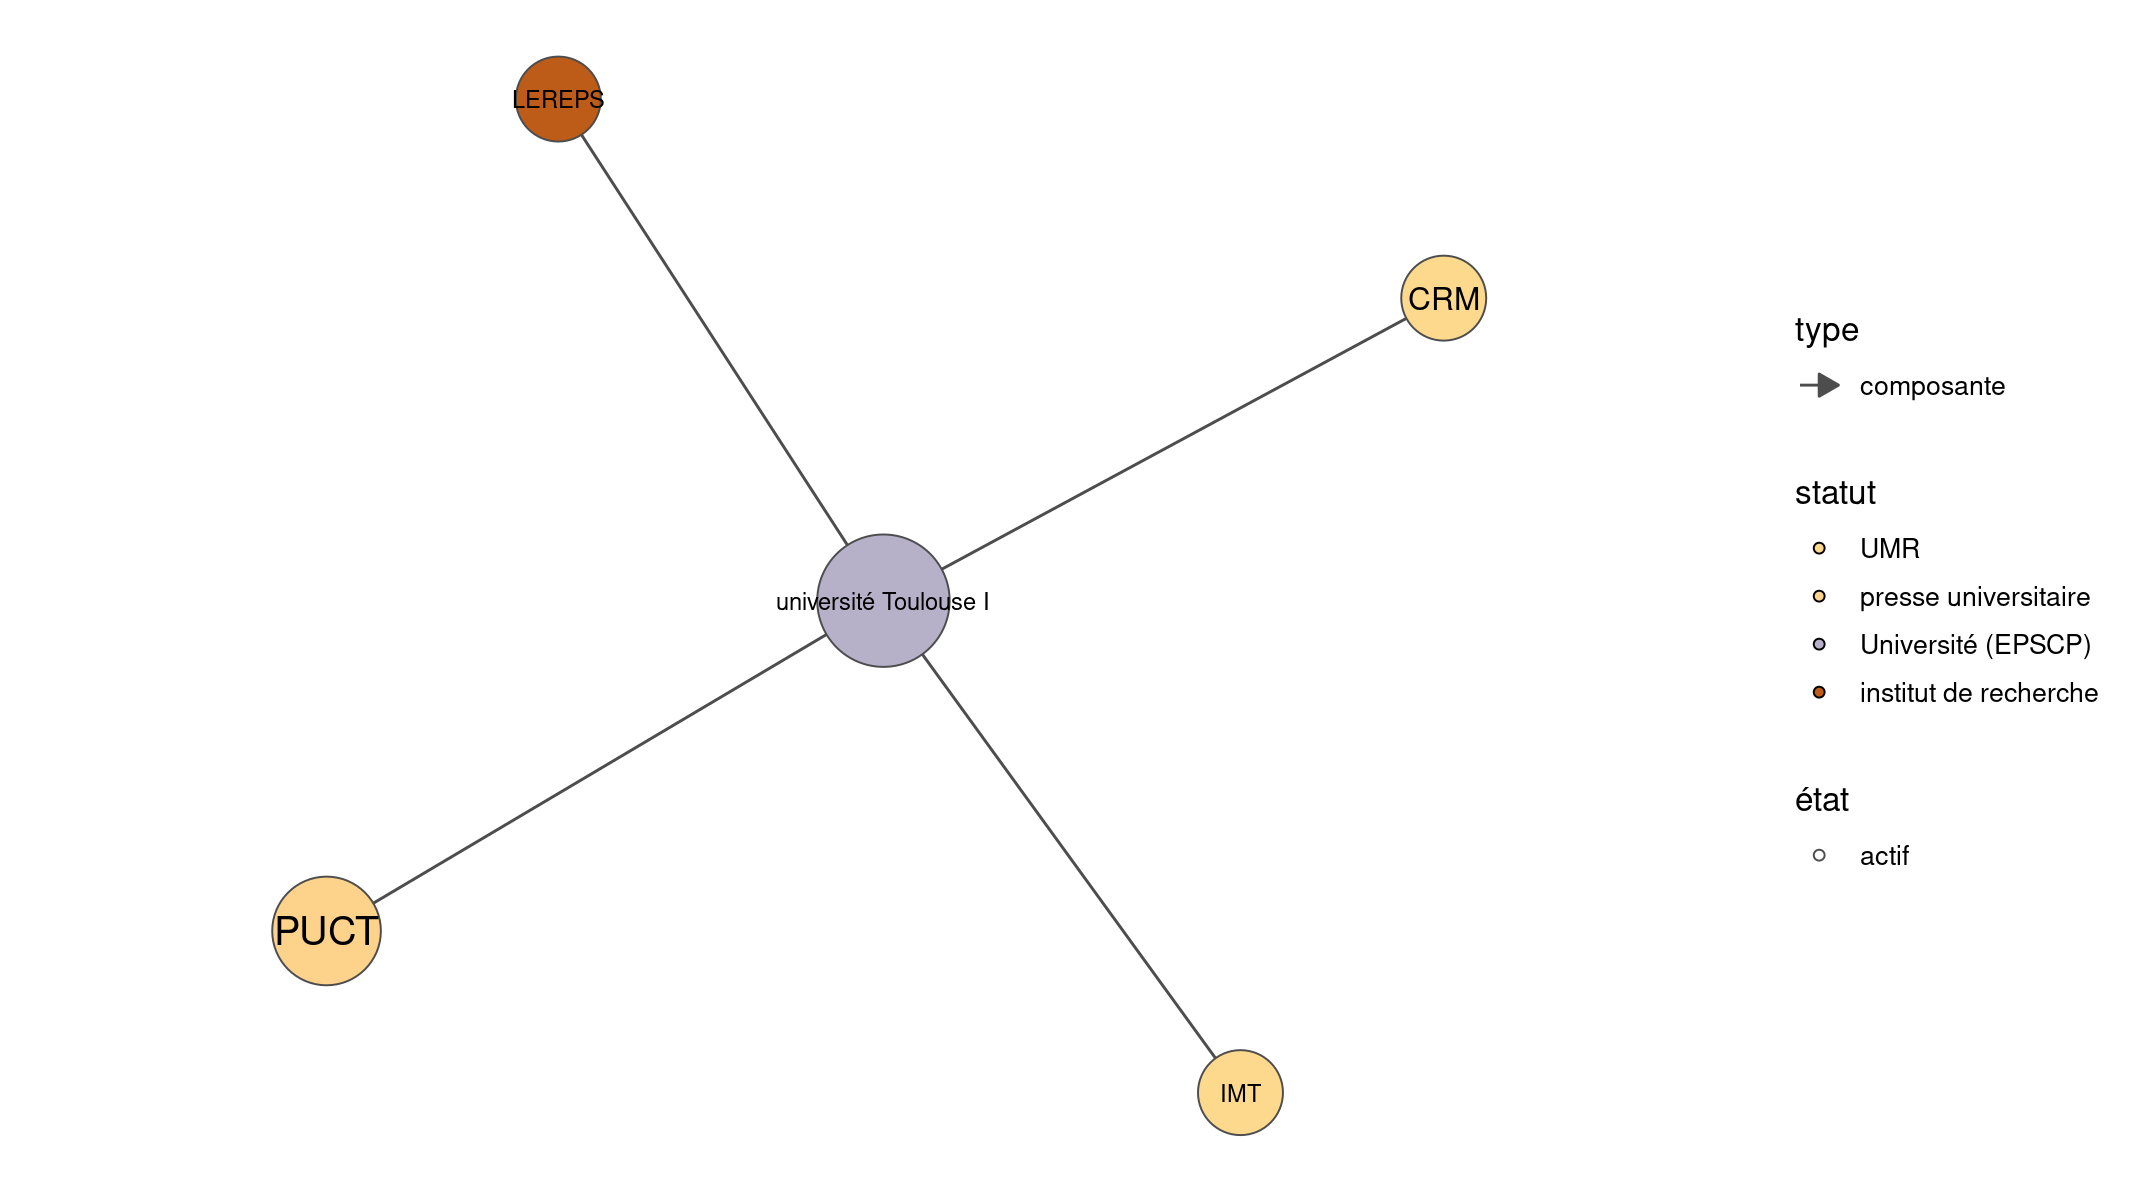 LEREPS
CRM
université Toulouse I
PUCT
IMT
type
composante
statut
UMR
presse universitaire
Université (EPSCP)
institut de recherche
état
actif